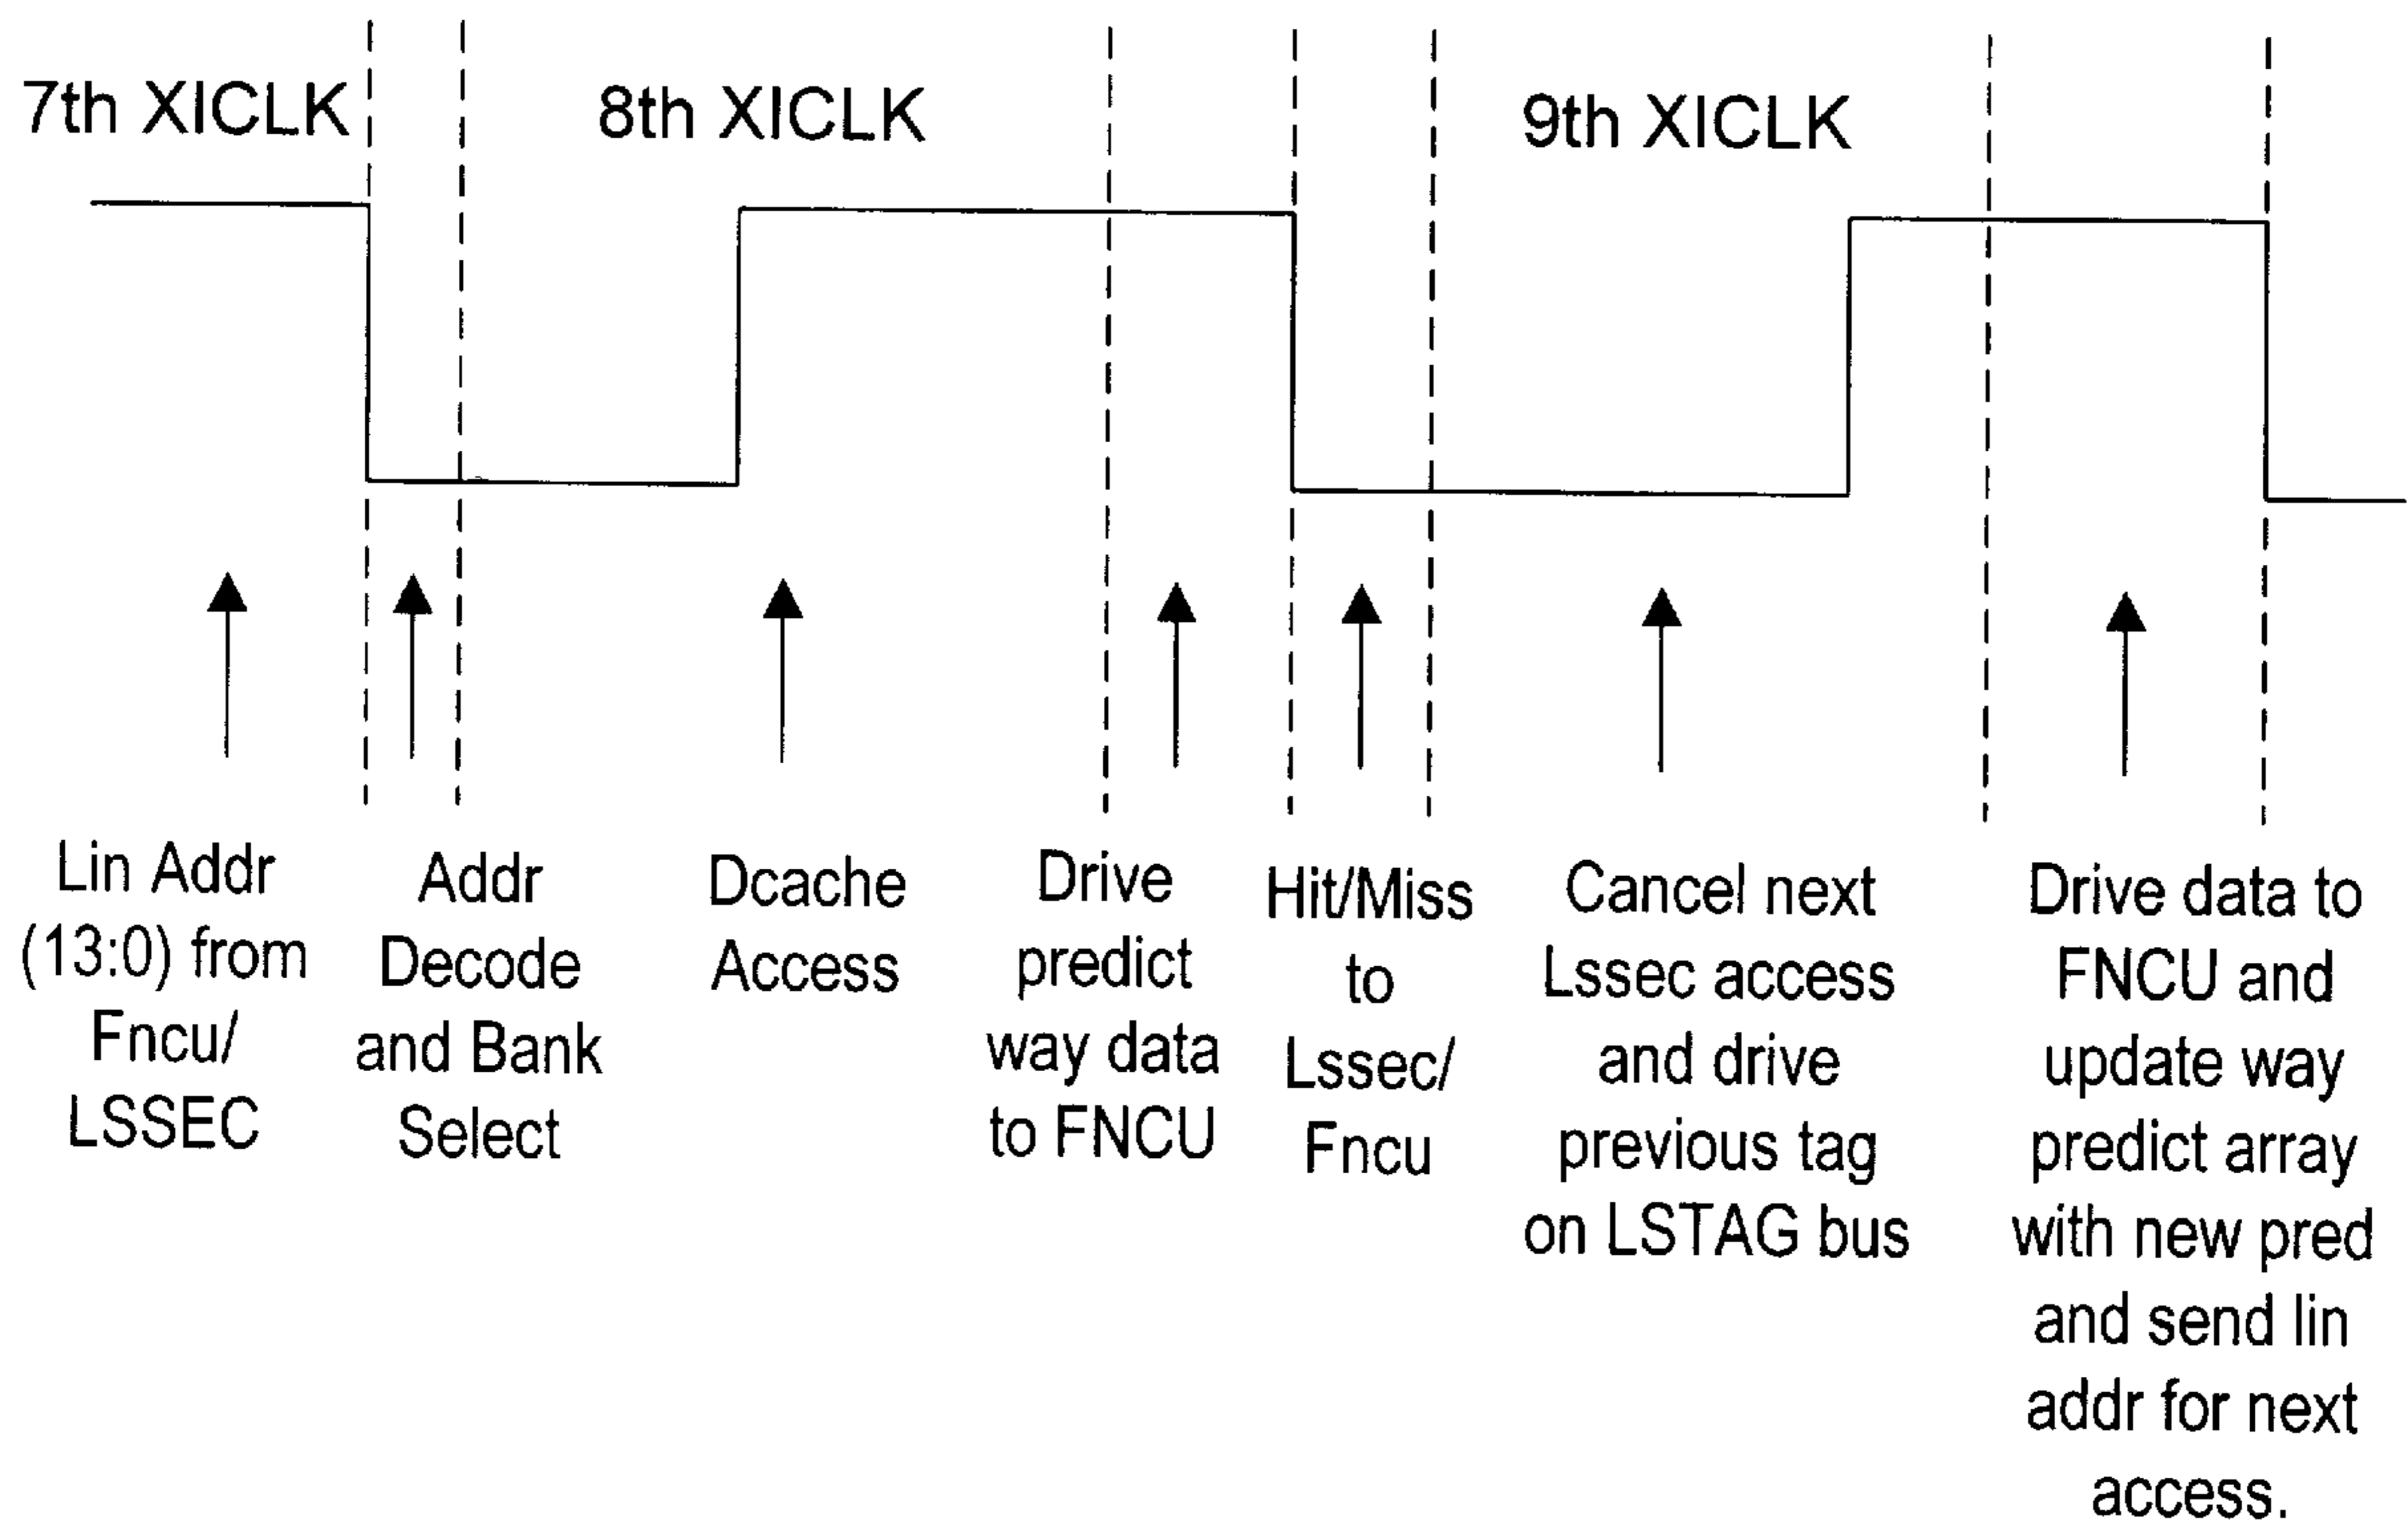 7th XICLK
8th XICLK
9th XICLK
Lin Addr
(13:0) from
Fncu/
LSSEC
Addr
Decode
and Bank
Select
Dcache
Access
Drive
predict
way data
to FNCU
Hit/Miss
to
Lssec/
Fncu
Cancel next
Lssec access
and drive
previous tag
on LSTAG bus
Drive data to
FNCU and
update way
predict array
with new pred
and send lin
addr for next
access.